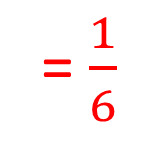 = 1/6